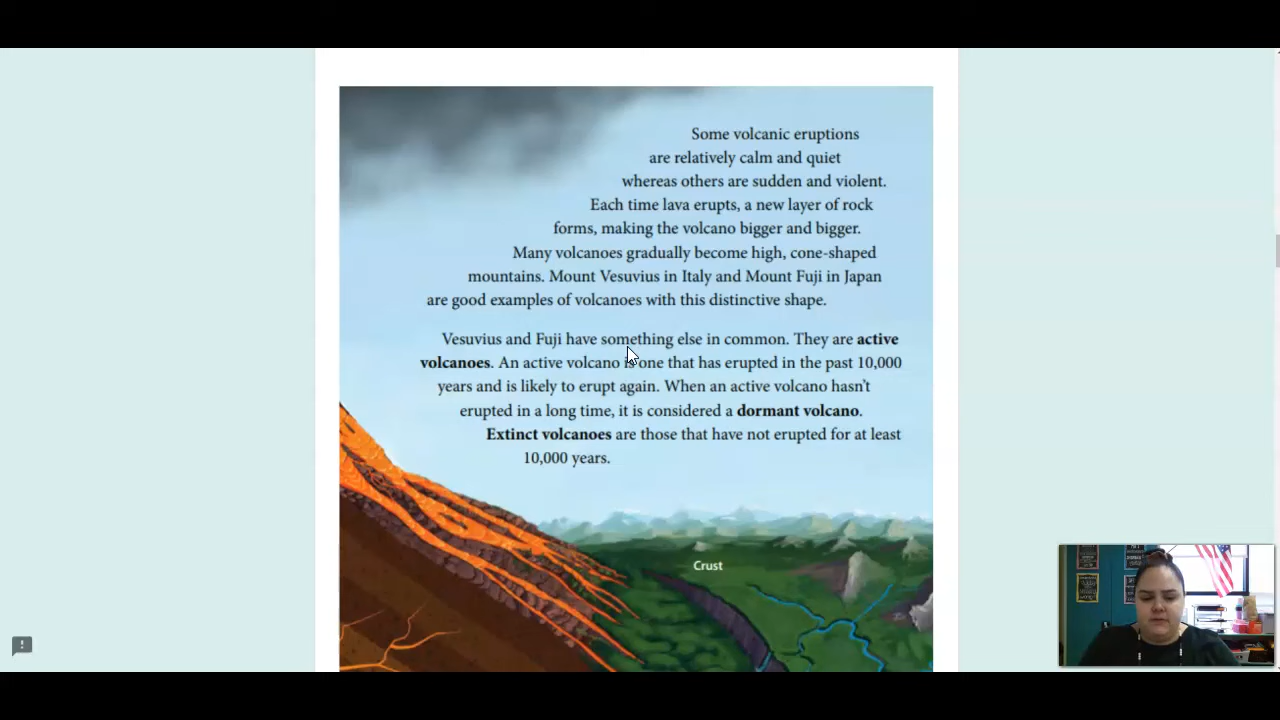 Some volcanic eruptions
are relatively calm and quiet
whereas others are sudden and violent.
Each time lava erupts, a new layer of rock
forms, making the volcano bigger and bigger.
Many volcanoes gradually become high, cone-shaped
mountains. Mount Vesuvius in Italy and Mount Fuji in Japan
are good examples of volcanoes with this distinctive shape.
Vesuvius and Fuji have something else in common. They are active
volcanoes. An active volcano is one that has erupted in the past 10,000
years and is likely to erupt again. When an active volcano hasn't
erupted in a long time, it is considered a dormant volcano.
Extinct volcanoes are those that have not erupted for at least
10,000 years.
Crust